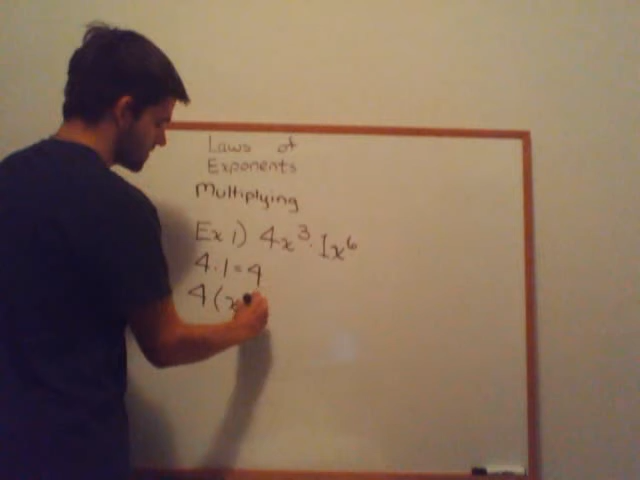 Laws of
Exponents
Multiplying
Ex 1) 4x³ · 1x⁶
4 · 1 = 4
4 (x